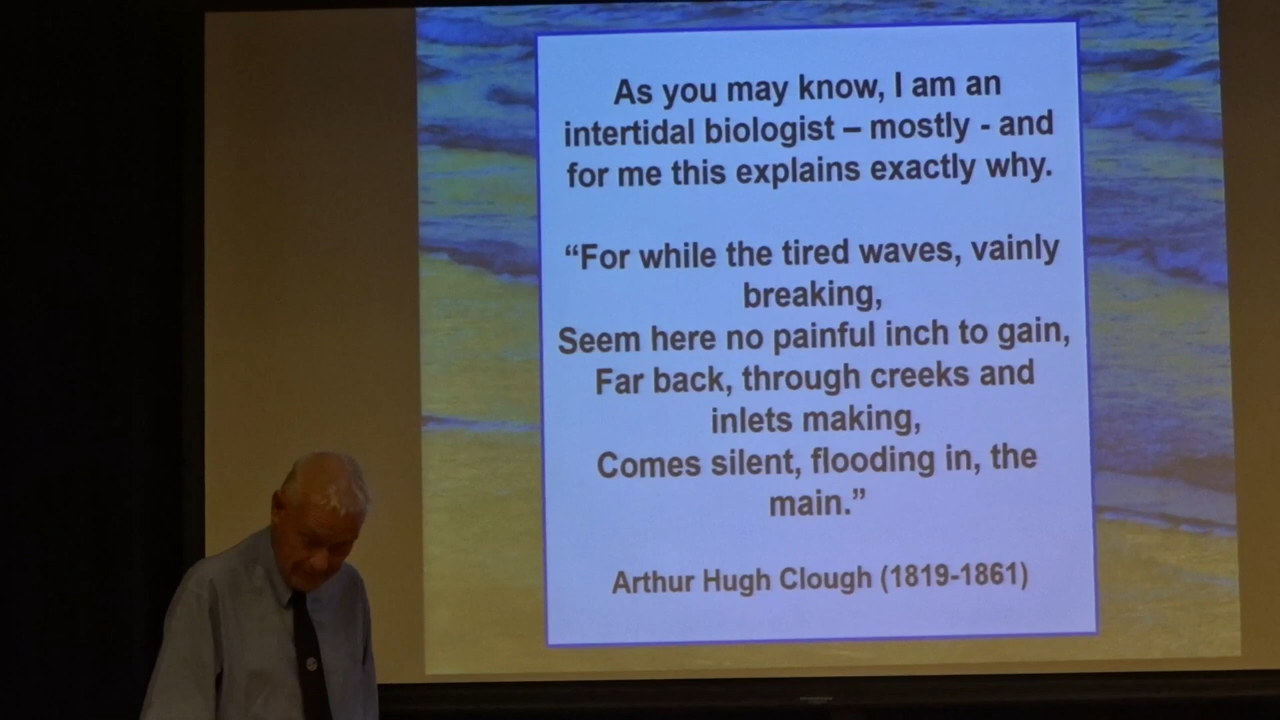 As you may know, I am an
intertidal biologist – mostly - and
for me this explains exactly why.
“For while the tired waves, vainly
breaking,
Seem here no painful inch to gain,
Far back, through creeks and
inlets making,
Comes silent, flooding in, the
main.”
Arthur Hugh Clough (1819-1861)